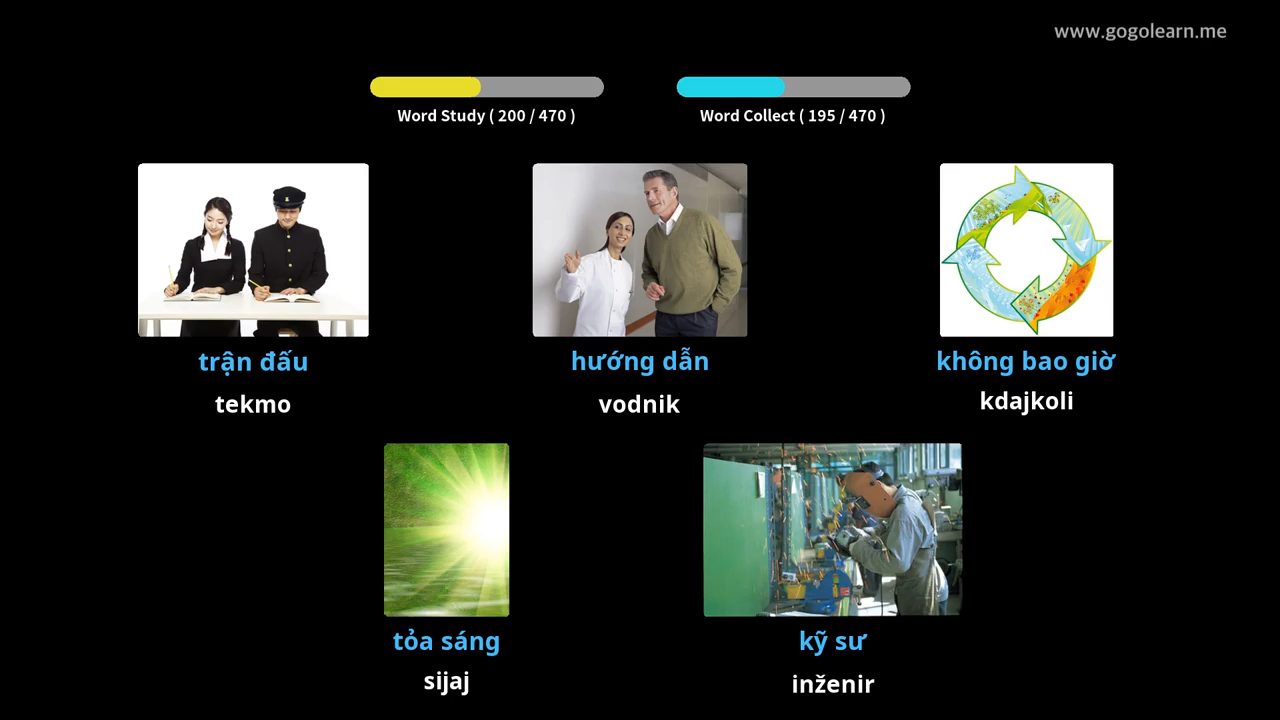 www.gogolearn.me
Word Study ( 200 / 470 )
Word Collect ( 195 / 470 )
trận đấu
tekmo
hướng dẫn
vodnik
không bao giờ
kdajkoli
tỏa sáng
sijaj
kỹ sư
inženir